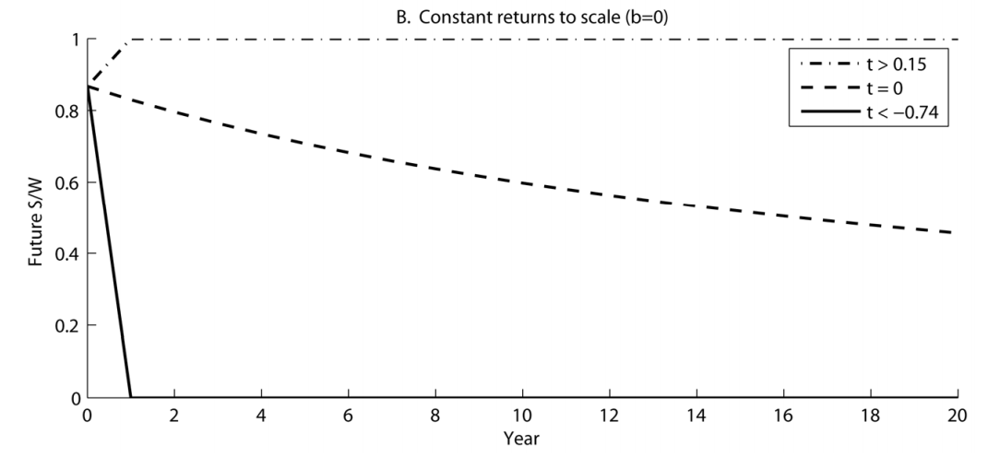 B. Constant returns to scale (b=0)
1
0.8
0.6
0.4
0.2
0
Future S/W
t > 0.15
t = 0
t < −0.74
0 2 4 6 8 10 12 14 16 18 20
Year